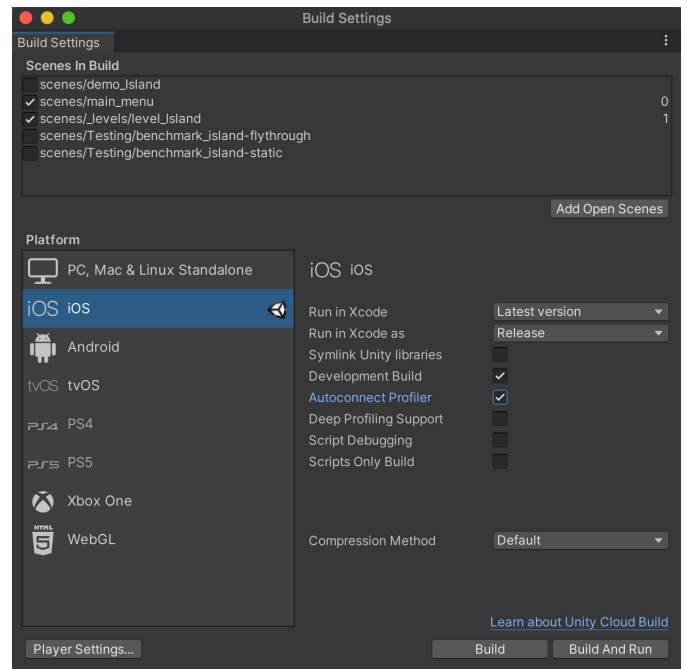 Build Settings
Build Settings
Scenes In Build
scenes/demo_Island
scenes/main_menu 0
scenes/_levels/level_Island 1
scenes/Testing/benchmark_island-flythrough
scenes/Testing/benchmark_island-static
Add Open Scenes
Platform
PC, Mac & Linux Standalone
iOS iOS
Android
tvOS tvOS
PS4 PS4
PS5 PS5
Xbox One
HTML 5 WebGL
iOS iOS
Run in Xcode Latest version
Run in Xcode as Release
Symlink Unity libraries
Development Build
Autoconnect Profiler
Deep Profiling Support
Script Debugging
Scripts Only Build
Compression Method Default
Learn about Unity Cloud Build
Player Settings... Build Build And Run